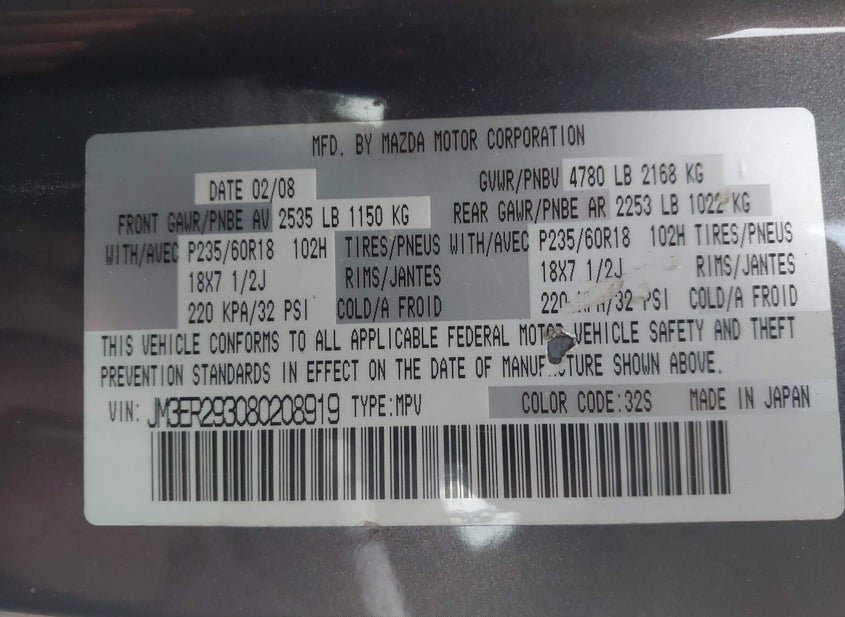 MFD. BY MAZDA MOTOR CORPORATION
DATE 02/08 GVWR/PNBV 4780 LB 2168 KG
FRONT GAWR/PNBE AV 2535 LB 1150 KG REAR GAWR/PNBE AR 2253 LB 1022 KG
WITH/AVEC P235/60R18 102H TIRES/PNEUS WITH/AVEC P235/60R18 102H TIRES/PNEUS
18X7 1/2J RIMS/JANTES 18X7 1/2J RIMS/JANTES
220 KPA/32 PSI COLD/A FROID 220 KPA/32 PSI COLD/A FROID
THIS VEHICLE CONFORMS TO ALL APPLICABLE FEDERAL MOTOR VEHICLE SAFETY AND THEFT
PREVENTION STANDARDS IN EFFECT ON THE DATE OF MANUFACTURE SHOWN ABOVE.
VIN: JM3ER293080208919 TYPE:MPV COLOR CODE:32S MADE IN JAPAN